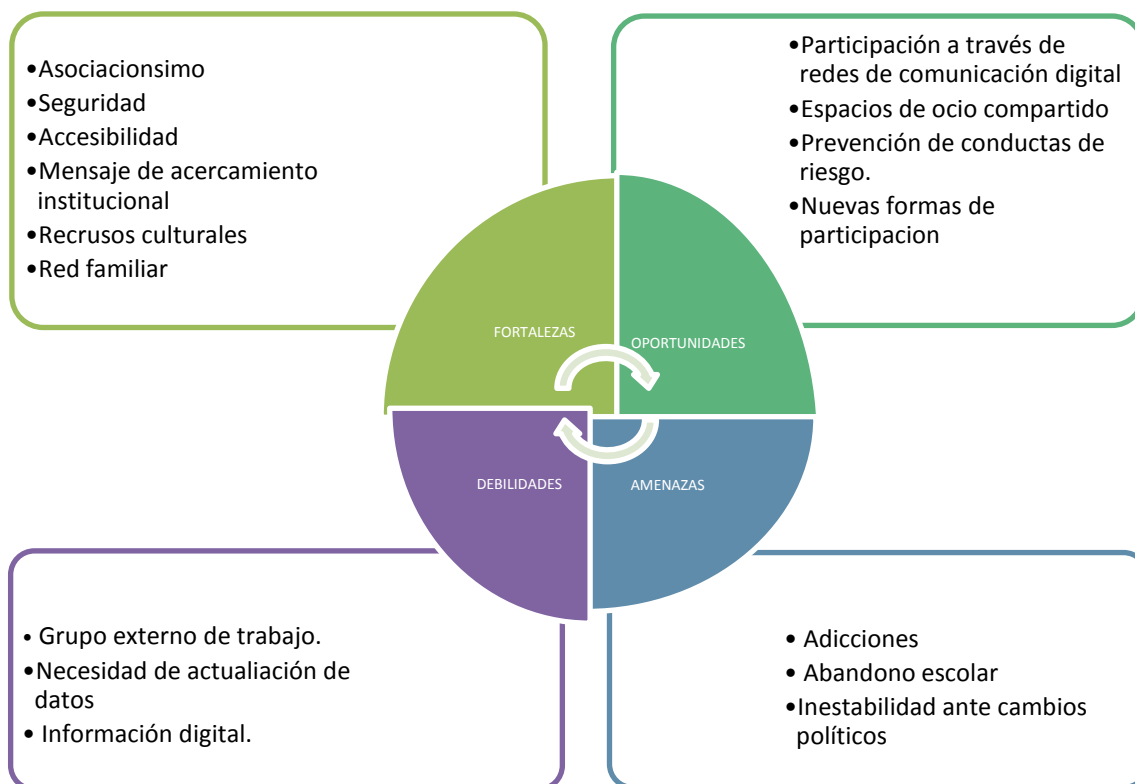 •Asociacionsimo
•Seguridad
•Accesibilidad
•Mensaje de acercamiento
institucional
•Recrusos culturales
•Red familiar
•Participación a través de
redes de comunicación digital
•Espacios de ocio compartido
•Prevención de conductas de
riesgo.
•Nuevas formas de
participacion
FORTALEZAS
OPORTUNIDADES
DEBILIDADES
AMENAZAS
• Grupo externo de trabajo.
•Necesidad de actualiación de
datos
• Información digital.
• Adicciones
• Abandono escolar
•Inestabilidad ante cambios
políticos